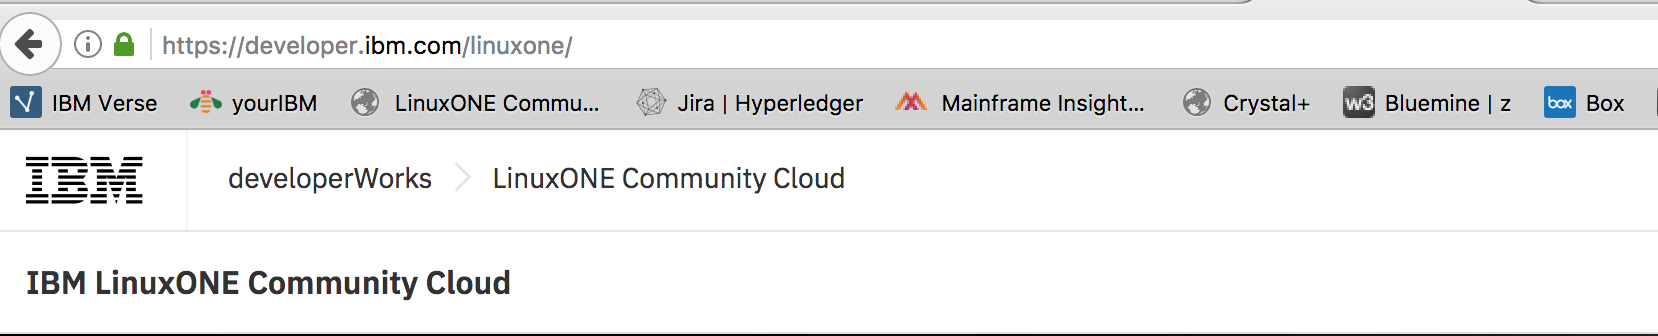 https://developer.ibm.com/linuxone/
IBM Verse yourIBM LinuxONE Commu... Jira | Hyperledger Mainframe Insight... Crystal+ w3 Bluemine | z box Box
IBM developerWorks LinuxONE Community Cloud
IBM LinuxONE Community Cloud